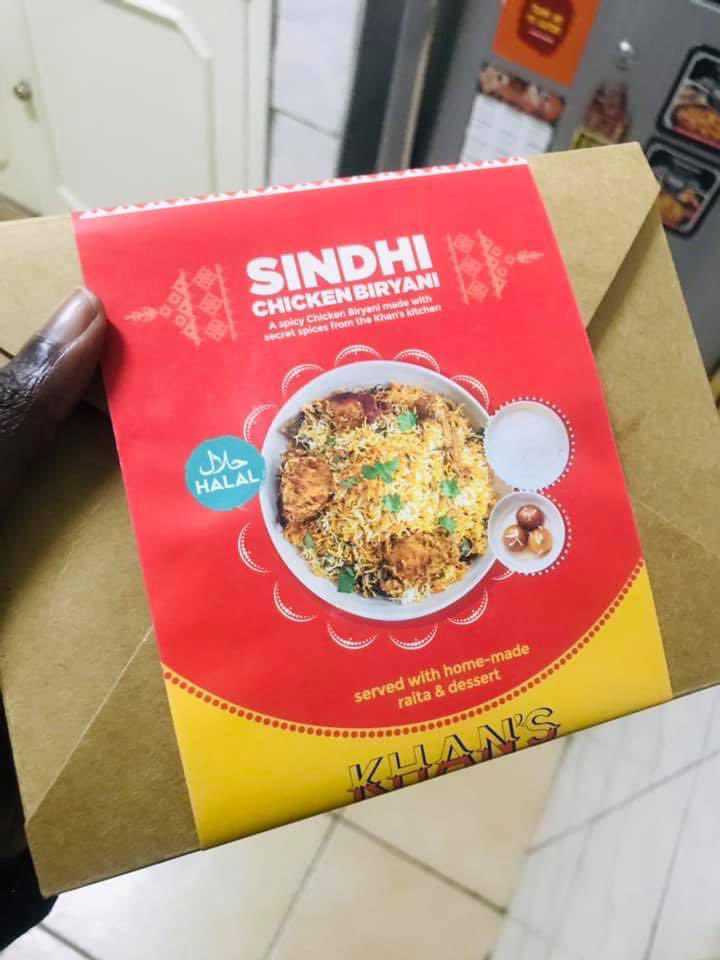 SINDHI
CHICKEN BIRYANI
A spicy Chicken Biryani made with
secret spices from the Khan's kitchen
حلال
HALAL
served with home-made
raita & dessert
KHAN'S